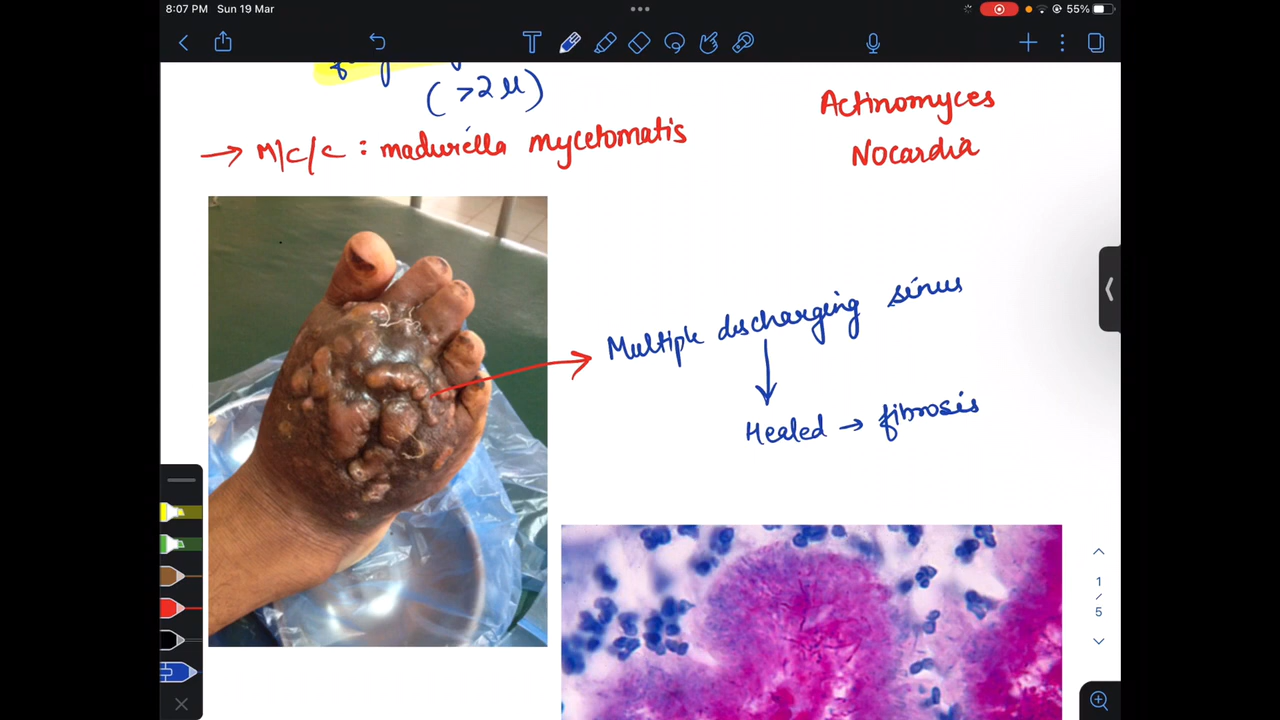 8:07 PM Sun 19 Mar
55%
T
(>2μ)
→ M/C/C : madurella mycetomatis
Actinomyces
Nocardia
Multiple discharging sinus
Healed → fibrosis
1
/
5